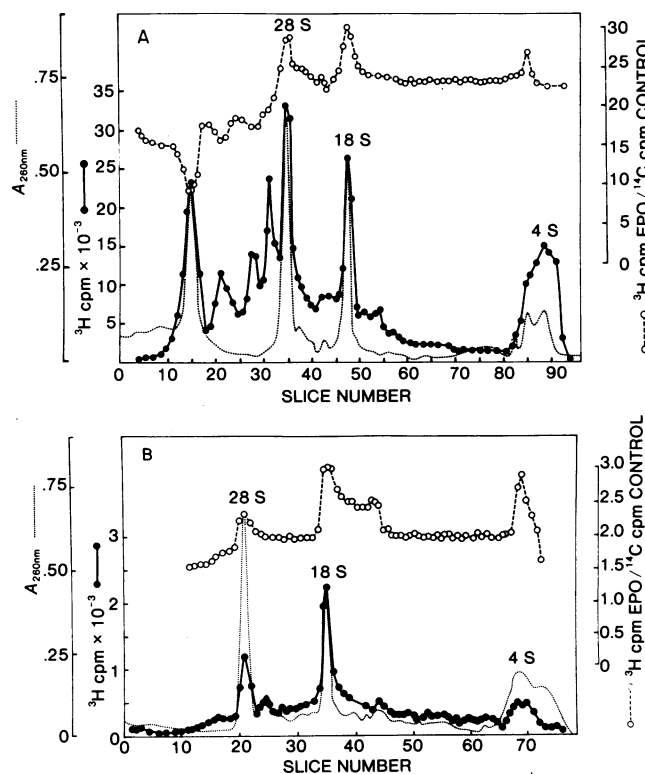 A
28 S
18 S
4 S
A260nm
³H cpm × 10⁻³
.75
.50
.25
35
30
25
20
15
10
5
30
25
20
15
10
5
0
³H cpm EPO/¹⁴C cpm CONTROL
0 10 20 30 40 50 60 70 80 90
SLICE NUMBER
B
28 S
18 S
4 S
A260nm
³H cpm × 10⁻³
.75
.50
.25
0
3
2
1
0
3.0
2.5
2.0
1.5
1.0
0.5
0
³H cpm EPO/¹⁴C cpm CONTROL
0 10 20 30 40 50 60 70
SLICE NUMBER